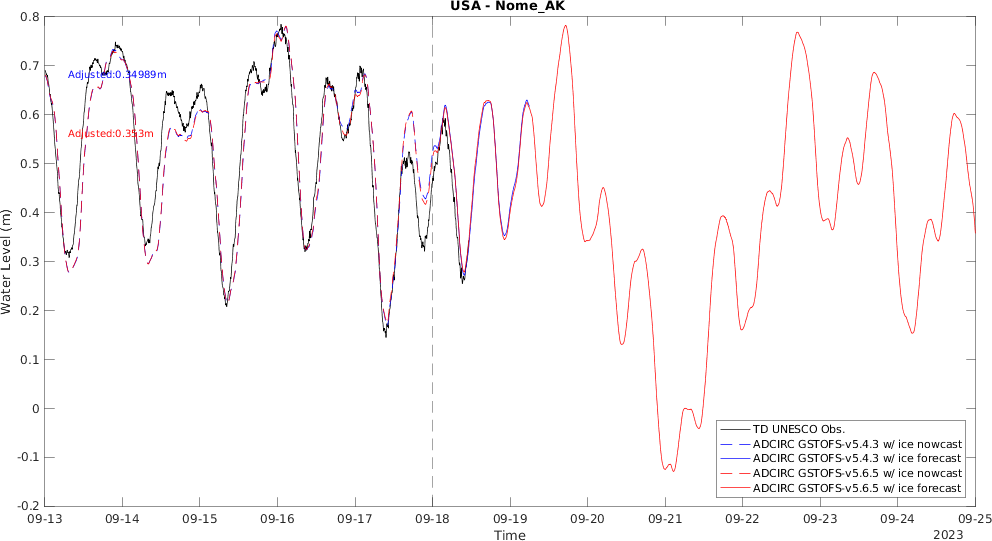 USA - Nome_AK
0.8
0.7
0.6
0.5
0.4
0.3
0.2
0.1
0
-0.1
-0.2
Water Level (m)
Adjusted:0.34989m
Adjusted:0.353m
TD UNESCO Obs.
ADCIRC GSTOFS-v5.4.3 w/ ice nowcast
ADCIRC GSTOFS-v5.4.3 w/ ice forecast
ADCIRC GSTOFS-v5.6.5 w/ ice nowcast
ADCIRC GSTOFS-v5.6.5 w/ ice forecast
09-13 09-14 09-15 09-16 09-17 09-18 09-19 09-20 09-21 09-22 09-23 09-24 09-25
Time
2023